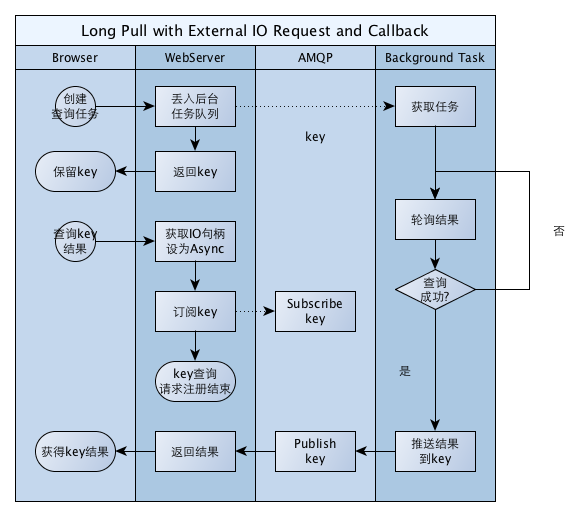 Long Pull with External IO Request and Callback
Browser
WebServer
AMQP
Background Task
创建
查询任务
丢入后台
任务队列
获取任务
key
保留key
返回key
查询key
结果
获取IO句柄
设为Async
轮询结果
否
订阅key
Subscribe
key
查询
成功?
key查询
请求注册结束
是
获得key结果
返回结果
Publish
key
推送结果
到key